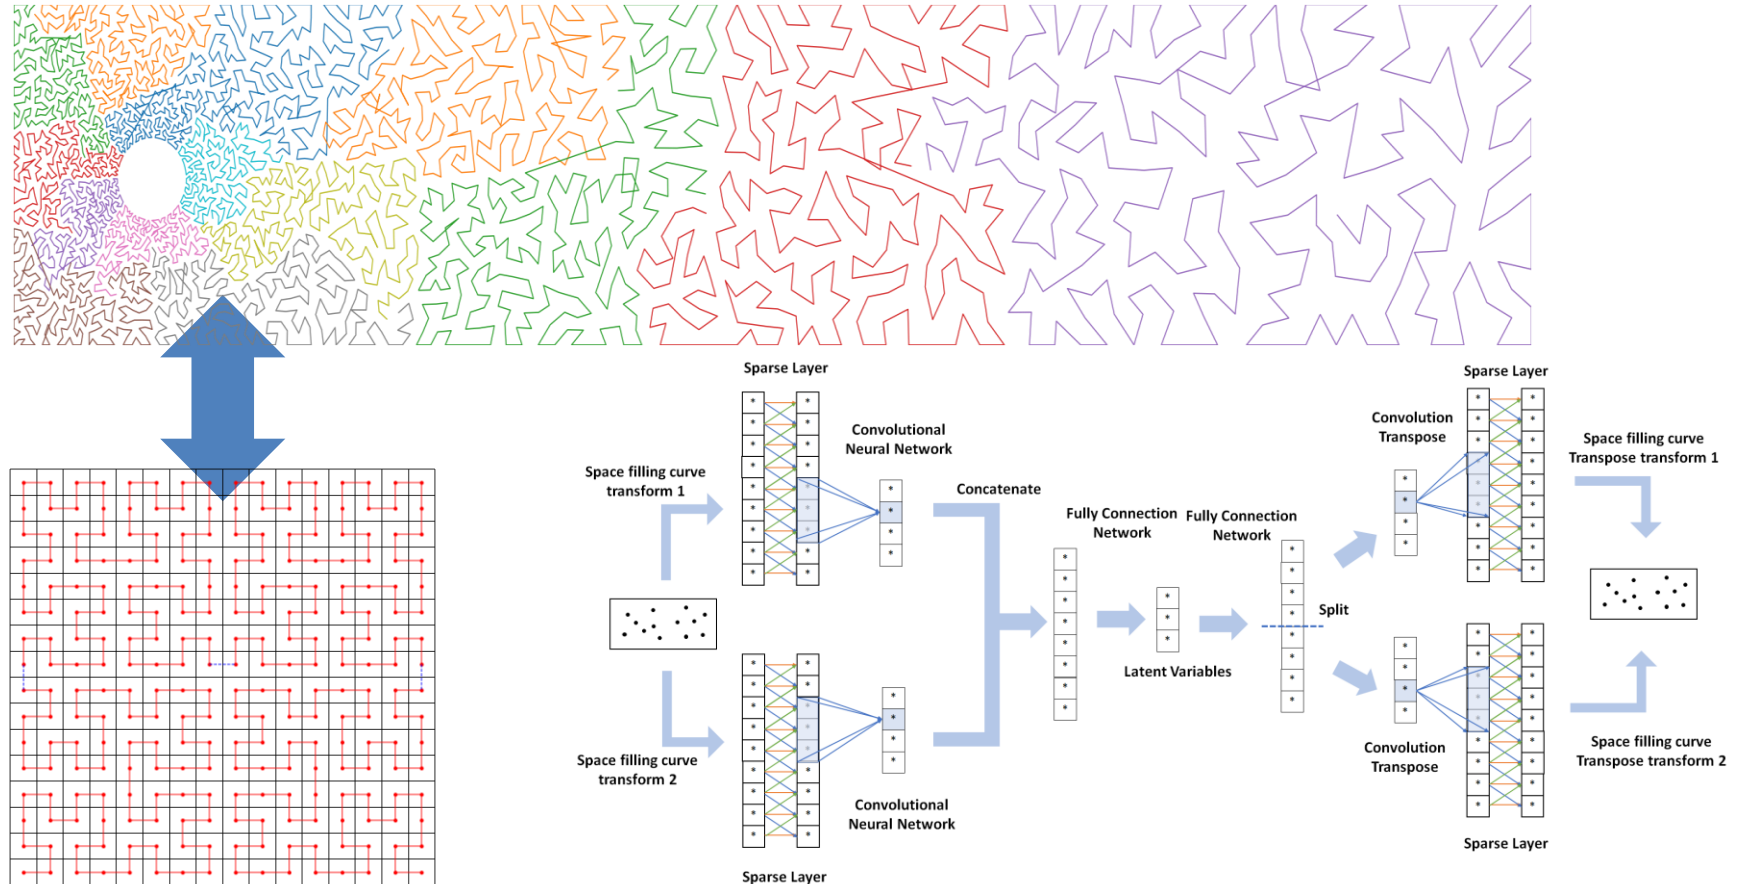 Sparse Layer
Convolutional
Neural Network
Space filling curve
transform 1
Concatenate
Fully Connection
Network
Fully Connection
Network
Latent Variables
Split
Space filling curve
transform 2
Convolutional
Neural Network
Sparse Layer
Sparse Layer
Convolution
Transpose
Space filling curve
Transpose transform 1
Convolution
Transpose
Space filling curve
Transpose transform 2
Sparse Layer